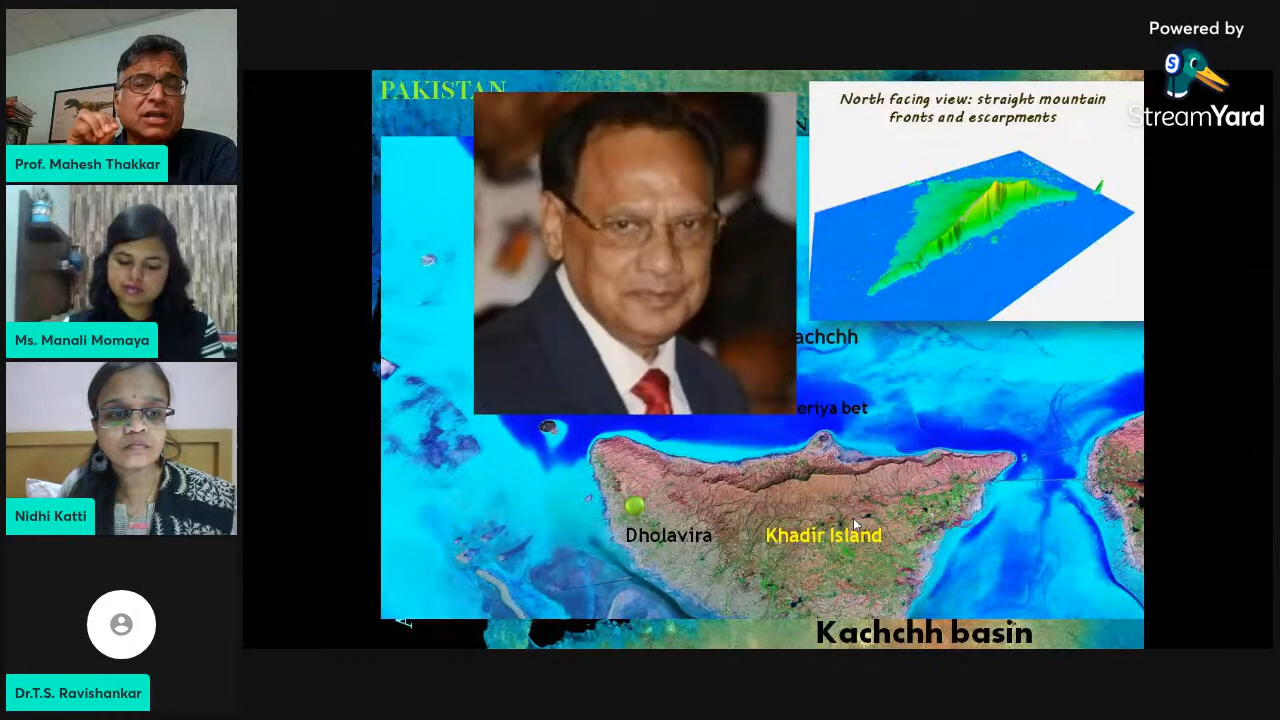 Prof. Mahesh Thakkar
Ms. Manali Momaya
Nidhi Katti
Dr.T.S. Ravishankar
PAKISTAN
North facing view: straight mountain
fronts and escarpments
achchh
eriya bet
Dholavira
Khadir Island
Kachchh basin
Powered by
S
StreamYard